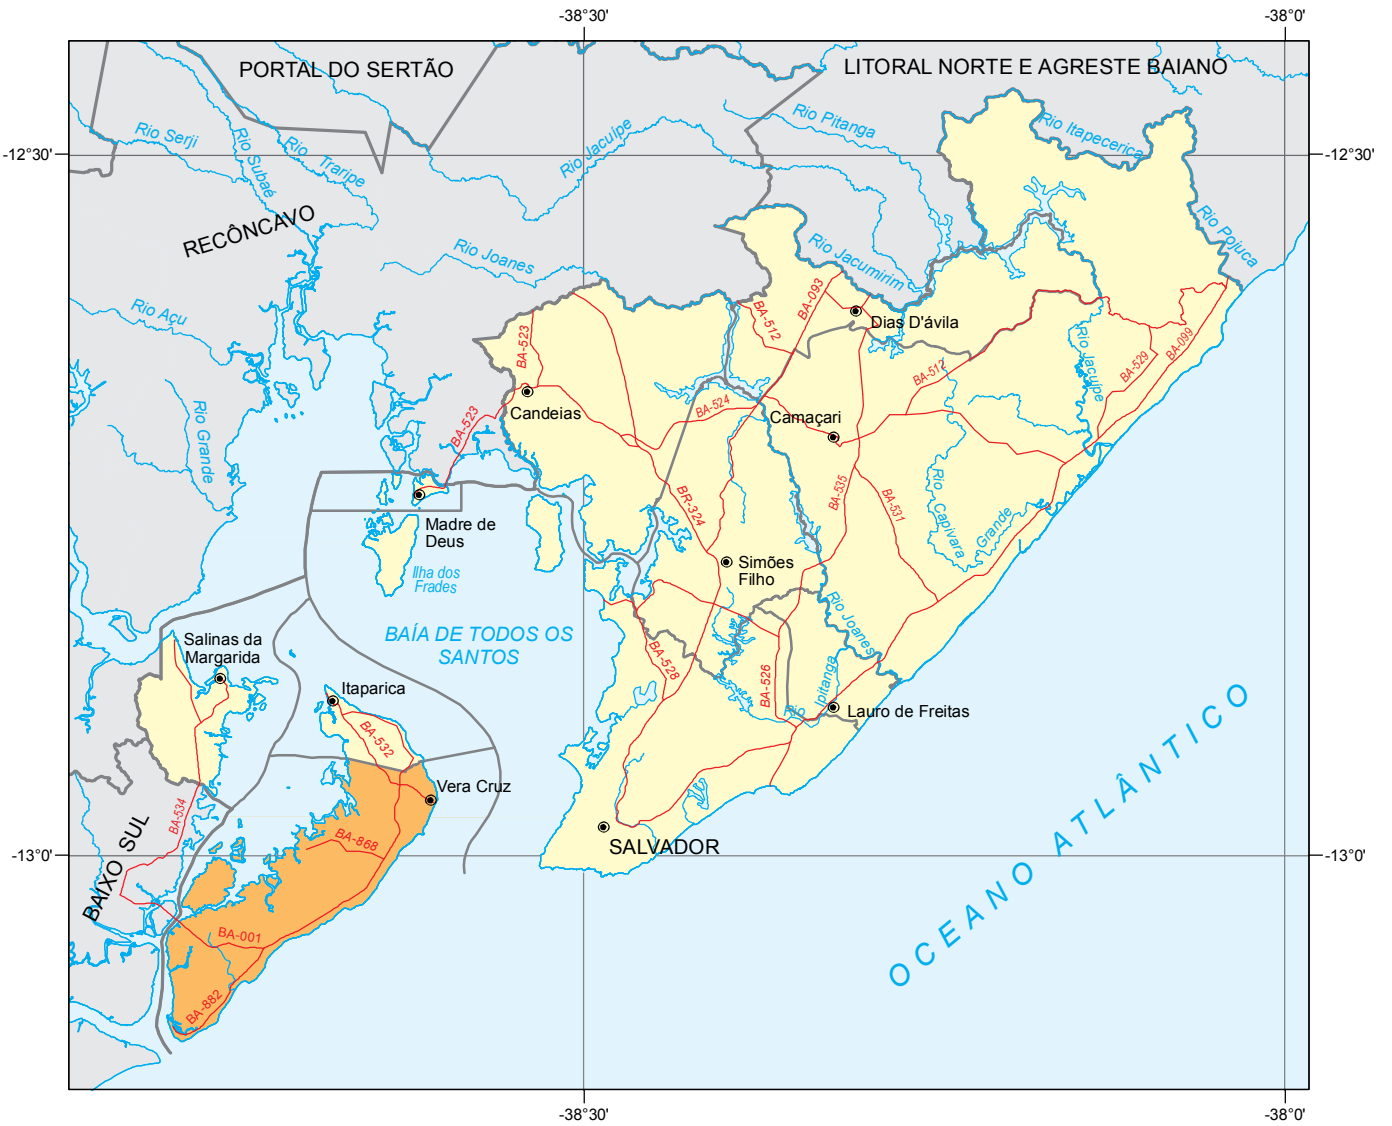 -38°30'
-38°0'
PORTAL DO SERTÃO
LITORAL NORTE E AGRESTE BAIANO
Rio Serji
Rio Subaé
Rio Traripe
Rio Jacuípe
Rio Pitanga
Rio Itapecerica
-12°30'
-12°30'
RECÔNCAVO
Rio Joanes
Rio Jacumirim
Rio Pojuca
Rio Açu
BA-523
BA-512
BA-093
Dias D'ávila
Rio Jacuípe
BA-529
BA-099
BA-512
Rio Grande
BA-523
Candeias
BA-524
Camaçari
BR-324
BA-535
BA-531
Rio Capivara
Grande
Madre de
Deus
Ilha dos
Frades
Simões
Filho
Rio Joanes
BAÍA DE TODOS OS
SANTOS
Salinas da
Margarida
Itaparica
BA-532
BA-528
BA-526
Rio
Ipitanga
Lauro de Freitas
Vera Cruz
BA-534
BA-868
SALVADOR
-13°0'
-13°0'
BAIXO SUL
BA-001
BA-882
OCEANO ATLÂNTICO
-38°30'
-38°0'